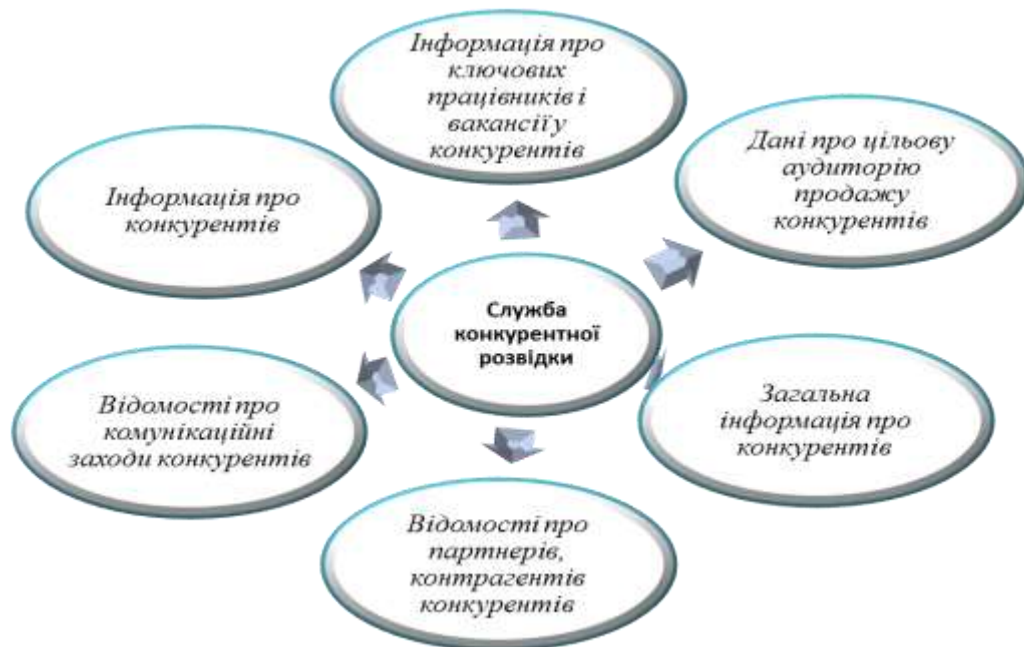 Інформація про
ключових
працівників і
вакансії у
конкурентів
Дані про цільову
аудиторію
продажу
конкурентів
Інформація про
конкурентів
Служба
конкурентної
розвідки
Загальна
інформація про
конкурентів
Відомості про
комунікаційні
заходи конкурентів
Відомості про
партнерів,
контрагентів
конкурентів